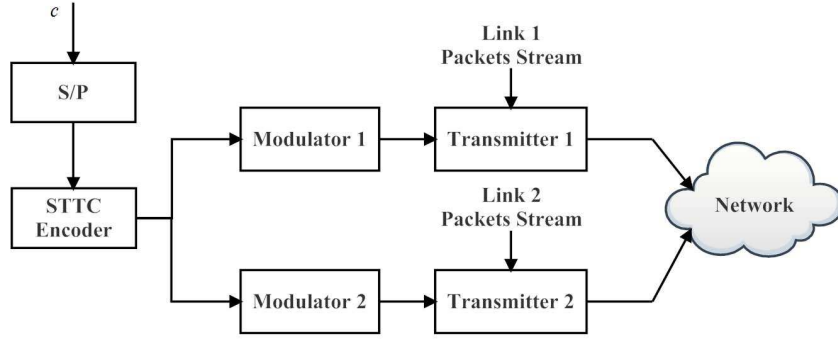 c
S/P
STTC
Encoder
Modulator 1
Link 1
Packets Stream
Transmitter 1
Link 2
Packets Stream
Modulator 2
Transmitter 2
Network